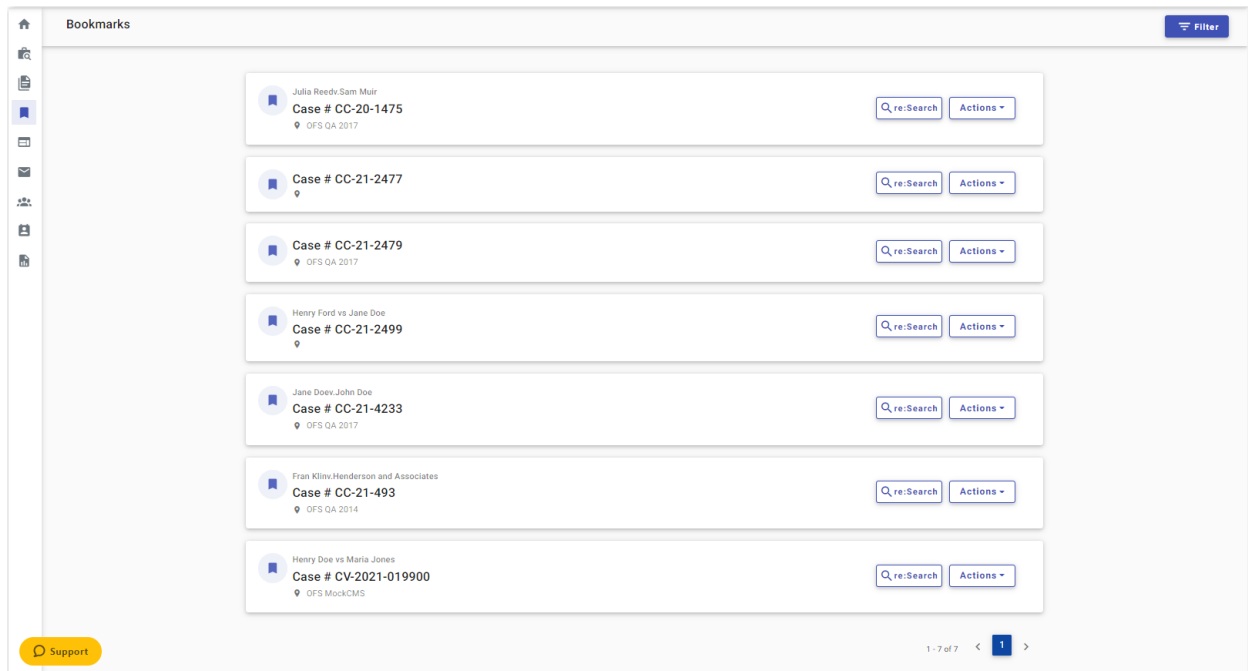 Bookmarks
Filter
Julia Reedv.Sam Muir
Case # CC-20-1475
OFS QA 2017
re:Search
Actions
Case # CC-21-2477
re:Search
Actions
Case # CC-21-2479
OFS QA 2017
re:Search
Actions
Henry Ford vs Jane Doe
Case # CC-21-2499
re:Search
Actions
Jane Doev.John Doe
Case # CC-21-4233
OFS QA 2017
re:Search
Actions
Fran Klinv.Henderson and Associates
Case # CC-21-493
OFS QA 2014
re:Search
Actions
Henry Doe vs Maria Jones
Case # CV-2021-019900
OFS MockCMS
re:Search
Actions
Support
1 - 7 of 7
1